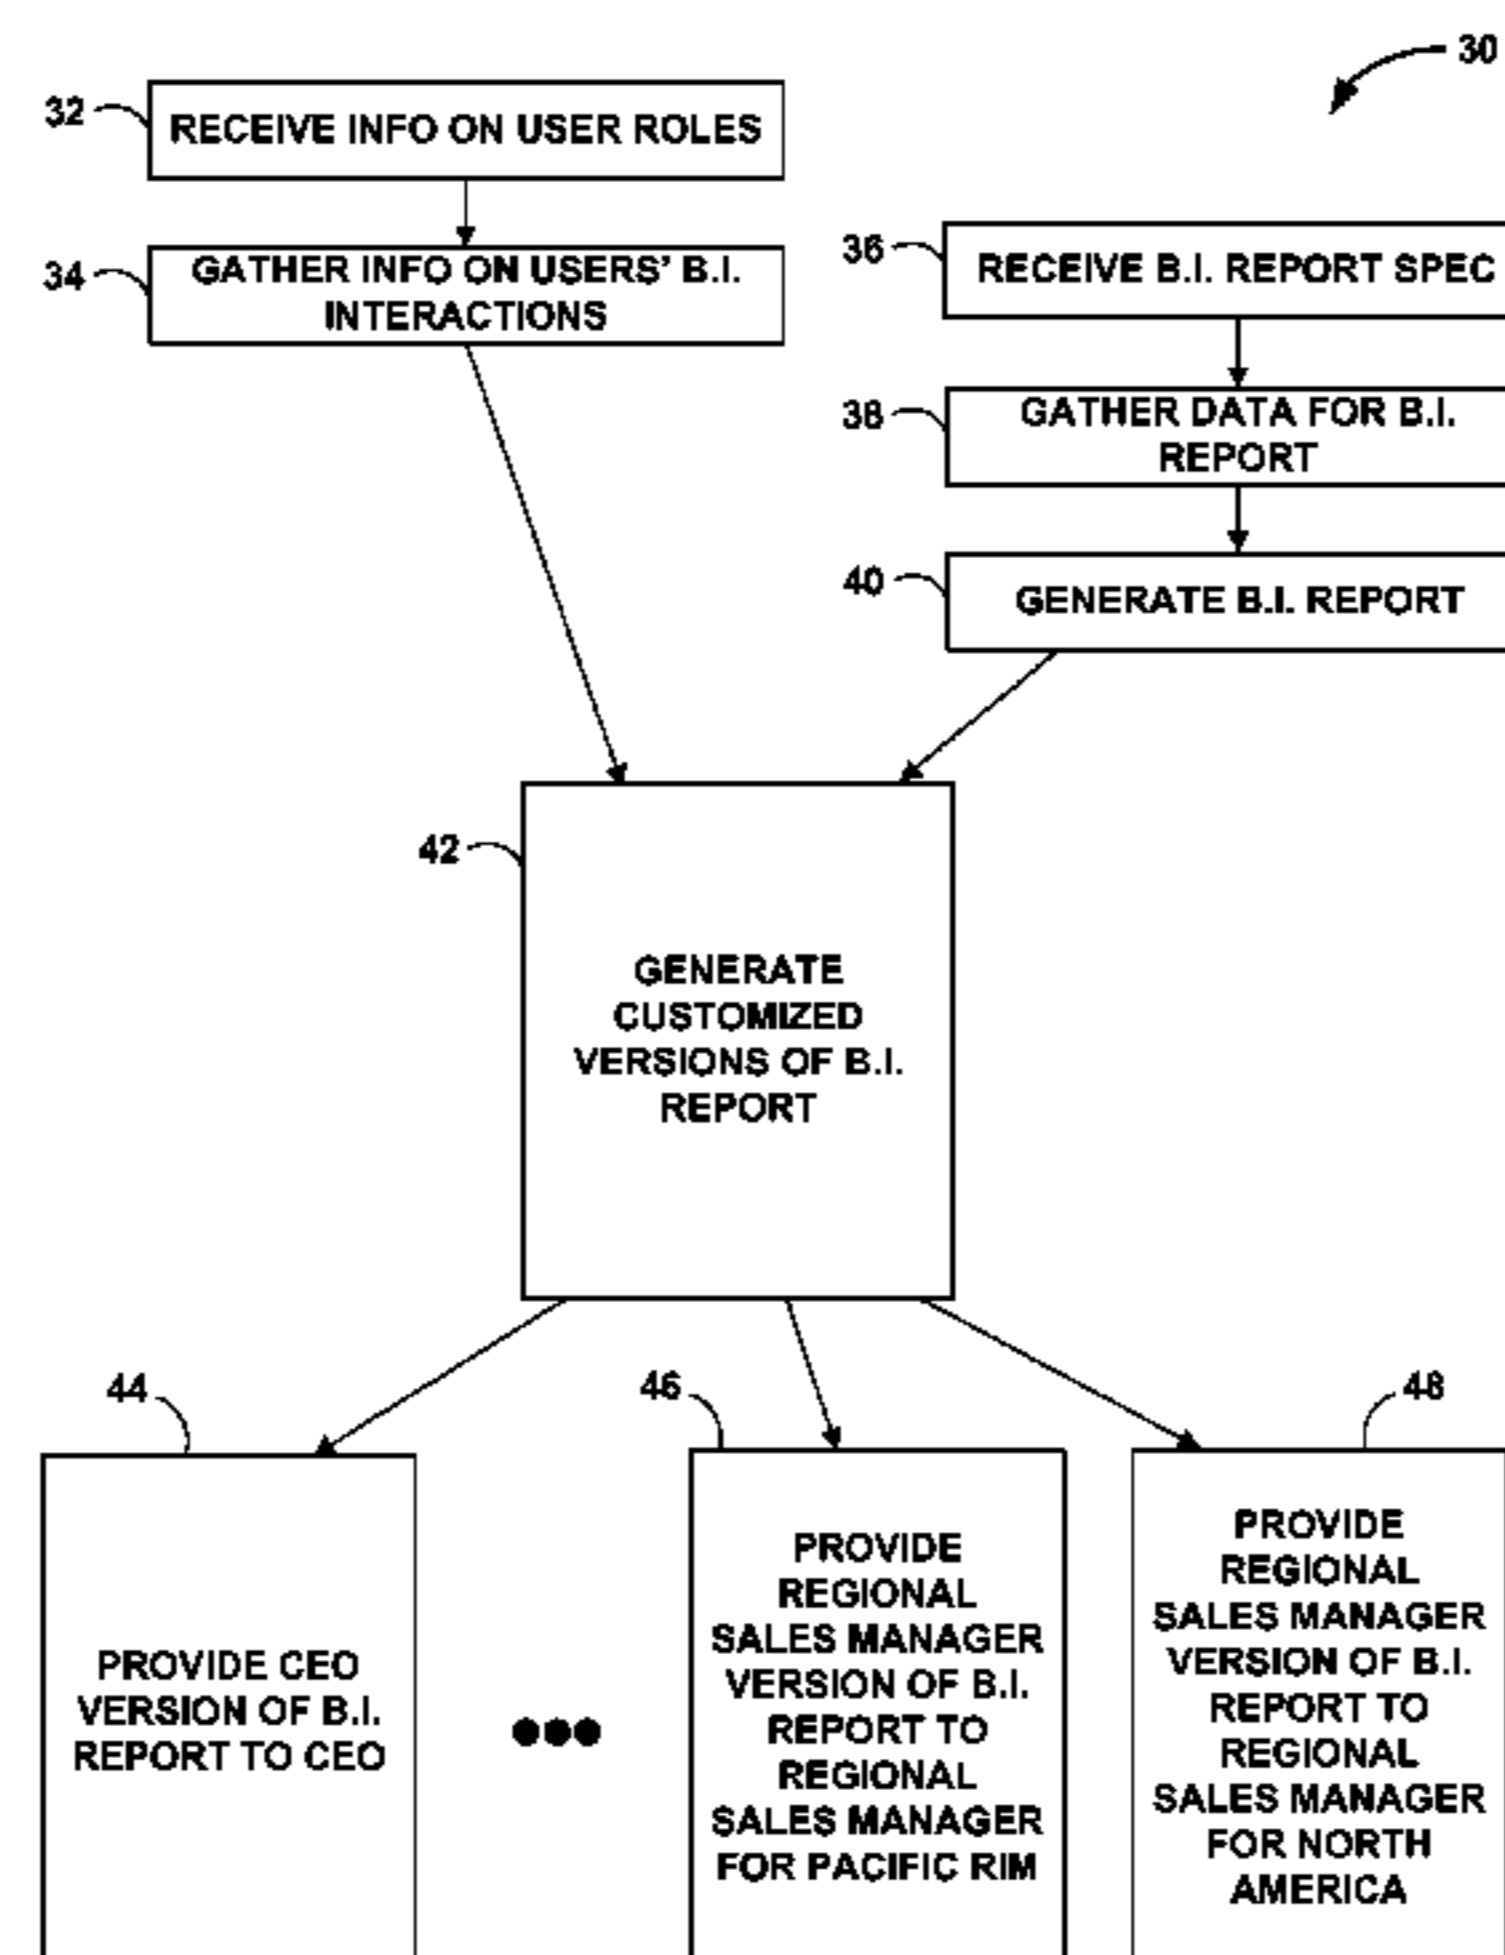 30
32
RECEIVE INFO ON USER ROLES
34
GATHER INFO ON USERS' B.I.
INTERACTIONS
36
RECEIVE B.I. REPORT SPEC
38
GATHER DATA FOR B.I.
REPORT
40
GENERATE B.I. REPORT
42
GENERATE
CUSTOMIZED
VERSIONS OF B.I.
REPORT
44
PROVIDE CEO
VERSION OF B.I.
REPORT TO CEO
46
PROVIDE
REGIONAL
SALES MANAGER
VERSION OF B.I.
REPORT TO
REGIONAL
SALES MANAGER
FOR PACIFIC RIM
48
PROVIDE
REGIONAL
SALES MANAGER
VERSION OF B.I.
REPORT TO
REGIONAL
SALES MANAGER
FOR NORTH
AMERICA